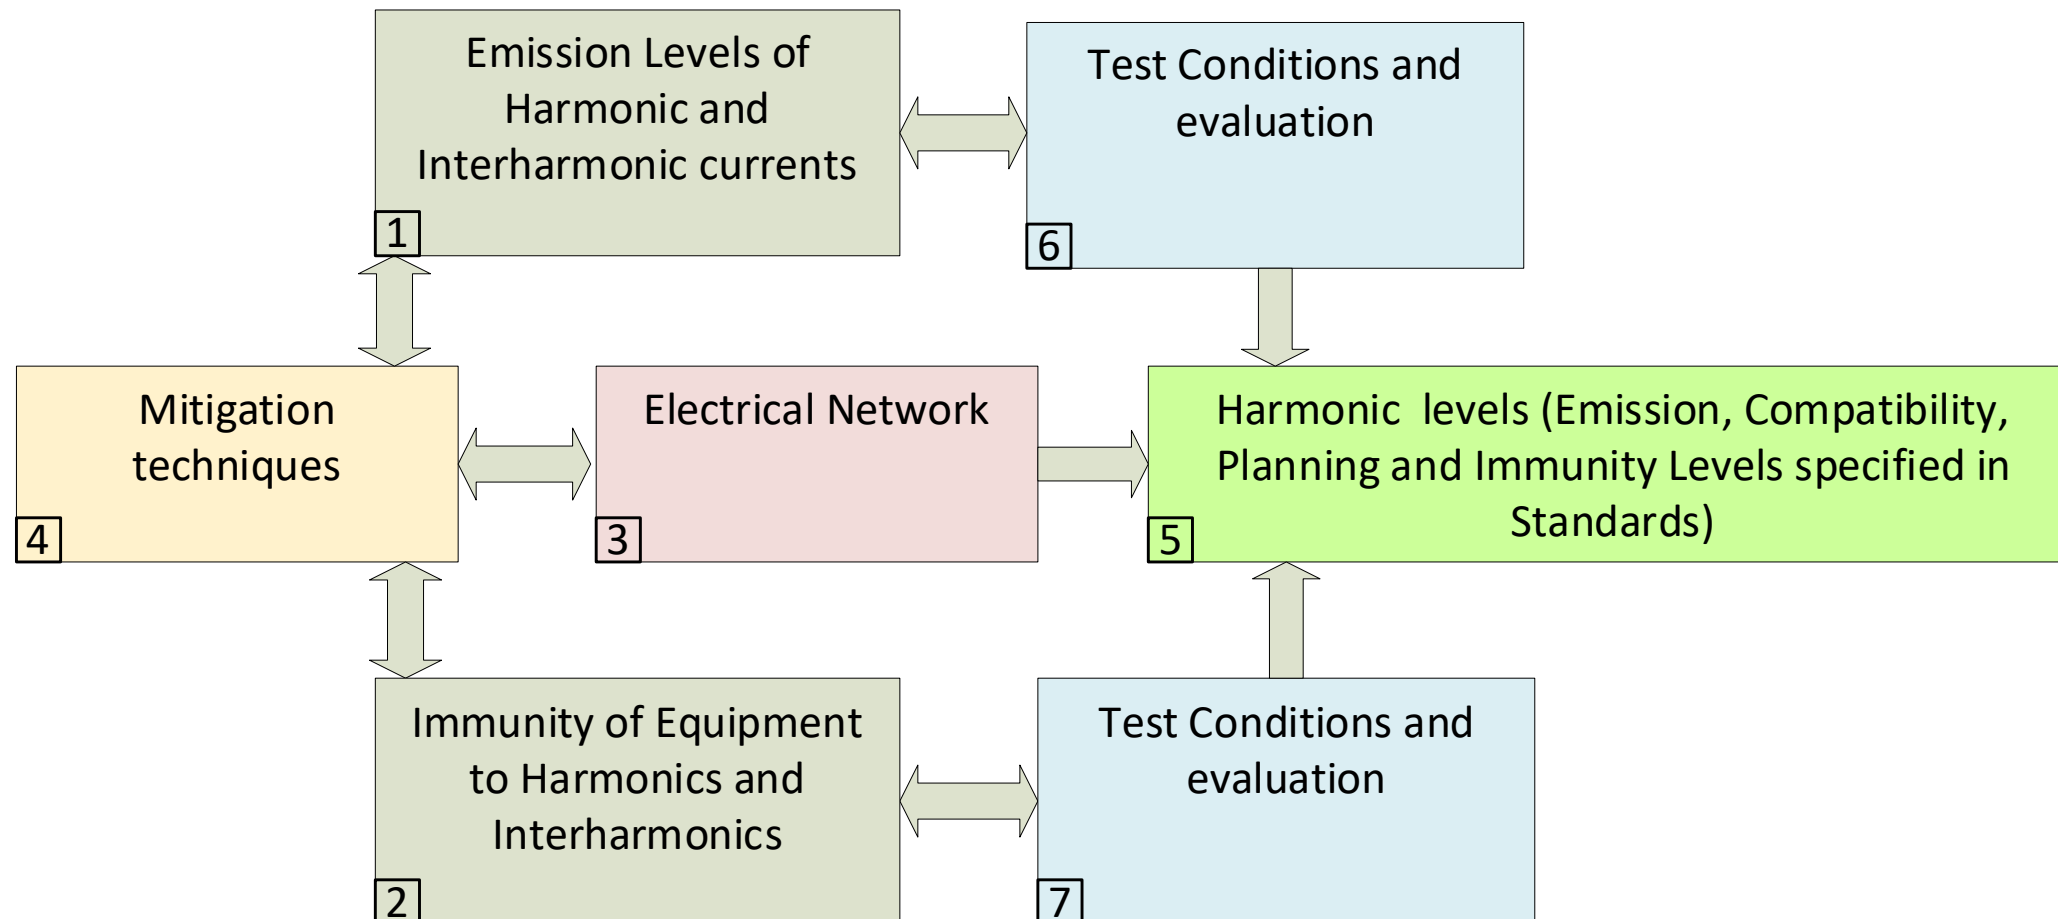 Emission Levels of
Harmonic and
Interharmonic currents
1
Test Conditions and
evaluation
6
Mitigation
techniques
4
Electrical Network
3
Harmonic levels (Emission, Compatibility,
Planning and Immunity Levels specified in
Standards)
5
Immunity of Equipment
to Harmonics and
Interharmonics
2
Test Conditions and
evaluation
7